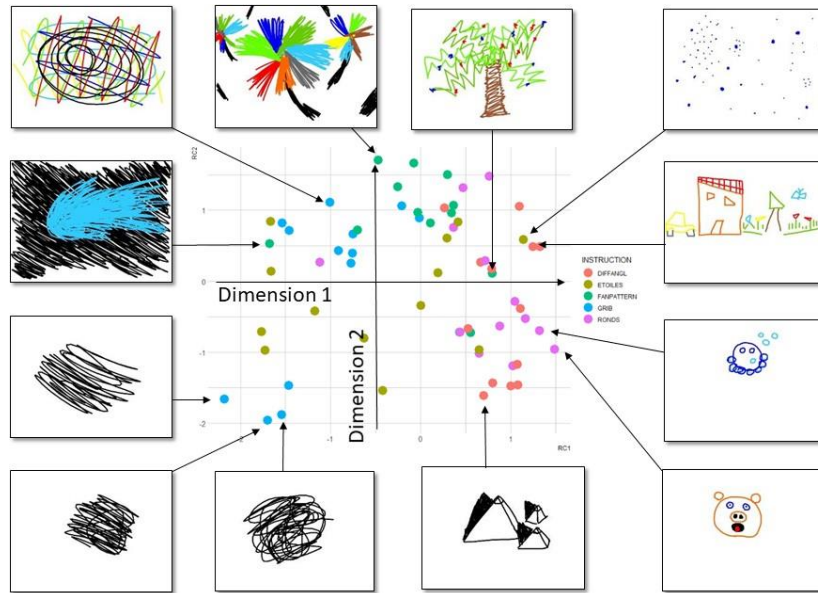 RC2
1
0
-1
-2
Dimension 1
Dimension 2
INSTRUCTION
DIFFANGL
ETOILES
FANPATTERN
GRIB
RONDS
-1
0
1
RC1